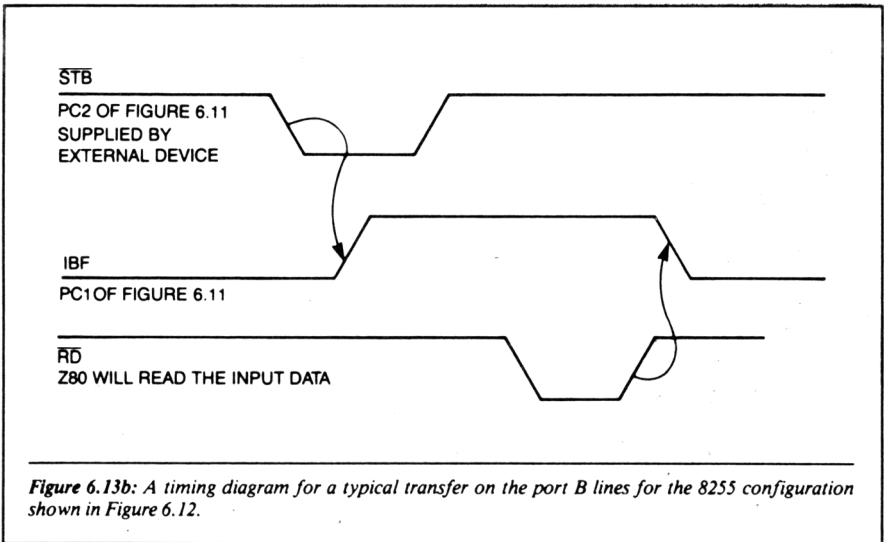 S̅T̅B̅
PC2 OF FIGURE 6.11
SUPPLIED BY
EXTERNAL DEVICE
IBF
PC1OF FIGURE 6.11
R̅D̅
Z80 WILL READ THE INPUT DATA
Figure 6.13b: A timing diagram for a typical transfer on the port B lines for the 8255 configuration
shown in Figure 6.12.